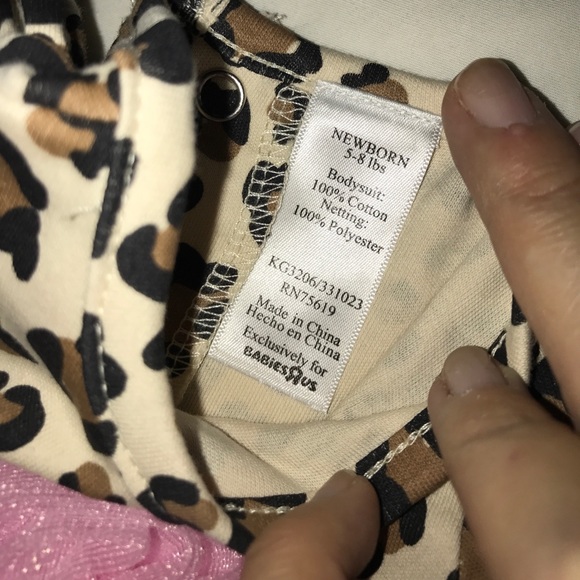 NEWBORN
5-8 lbs
Bodysuit:
100% Cotton
Netting:
100% Polyester
KG3206/331023
RN75619
Made in China
Hecho en China
Exclusively for
BABIES"R"US